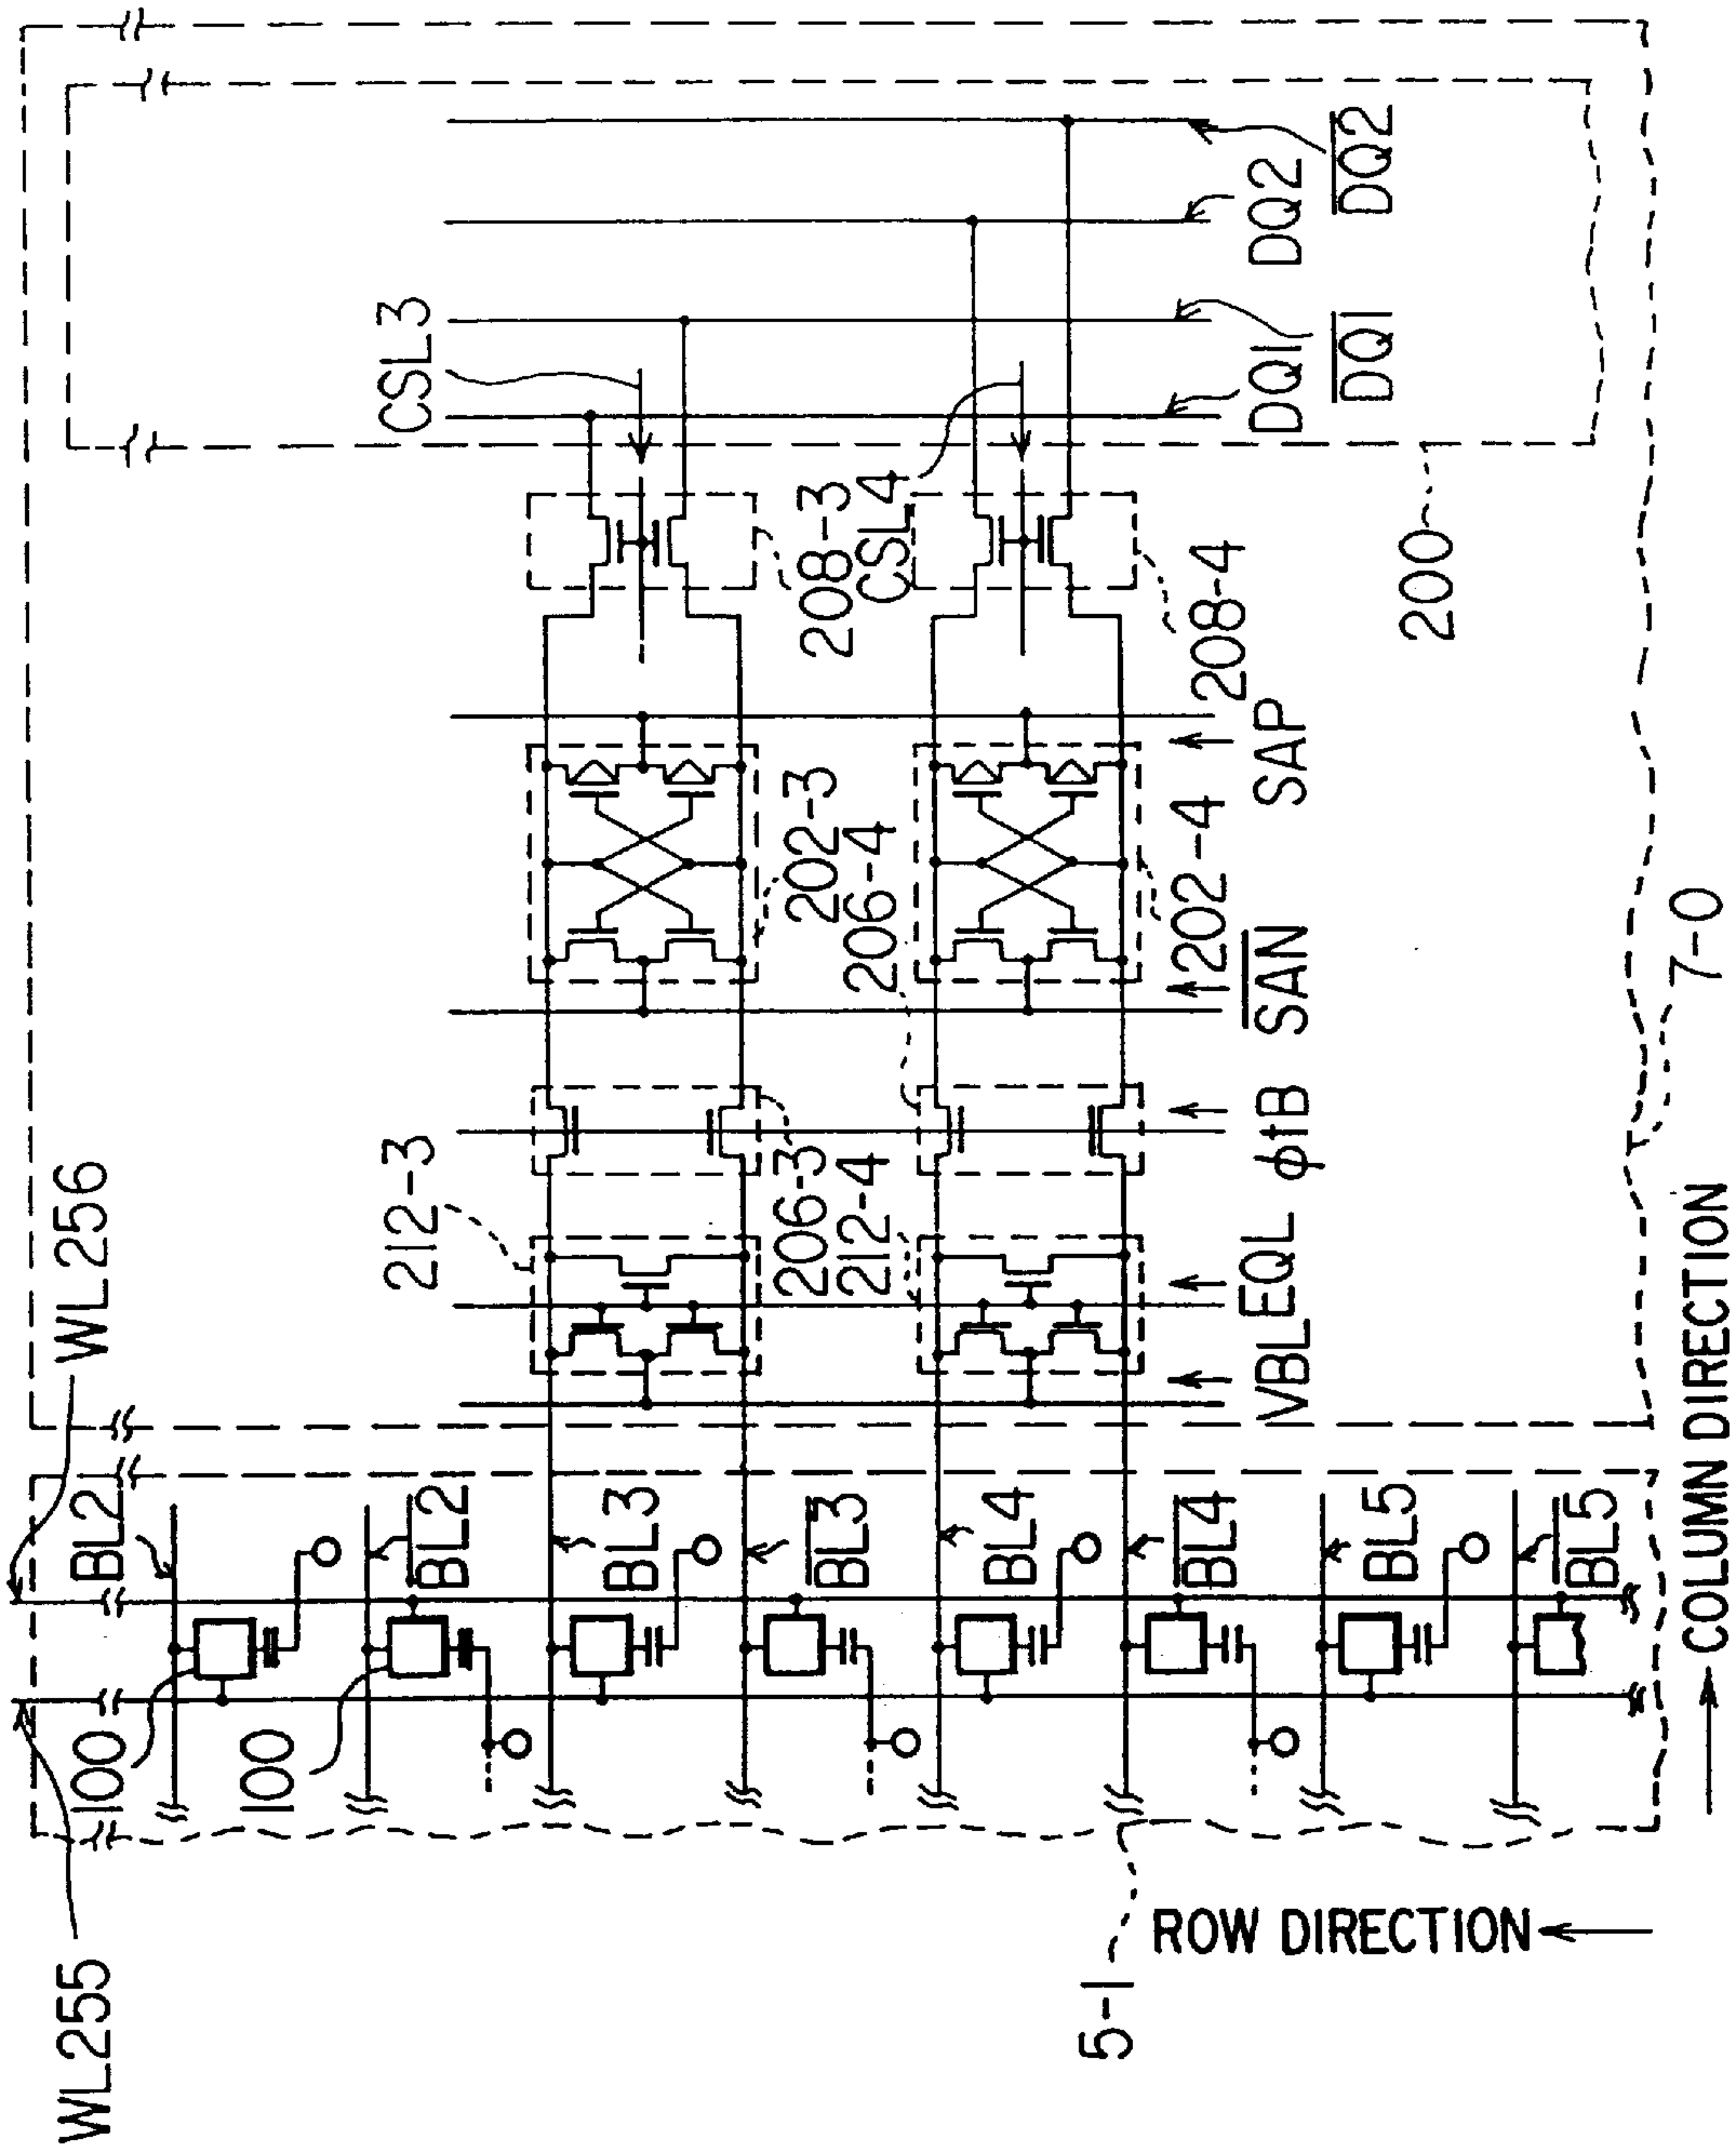 WL255
WL256
100
100
BL2
BL2
BL3
BL3
BL4
BL4
BL5
BL5
212-3
206-3
212-4
206-4
202-3
202-4
208-3
CSL4
208-4
CSL3
VBL
EQL
φtB
SAN
SAP
DQ1
DQ1
DQ2
DQ2
200
7-0
5-1
ROW DIRECTION
COLUMN DIRECTION